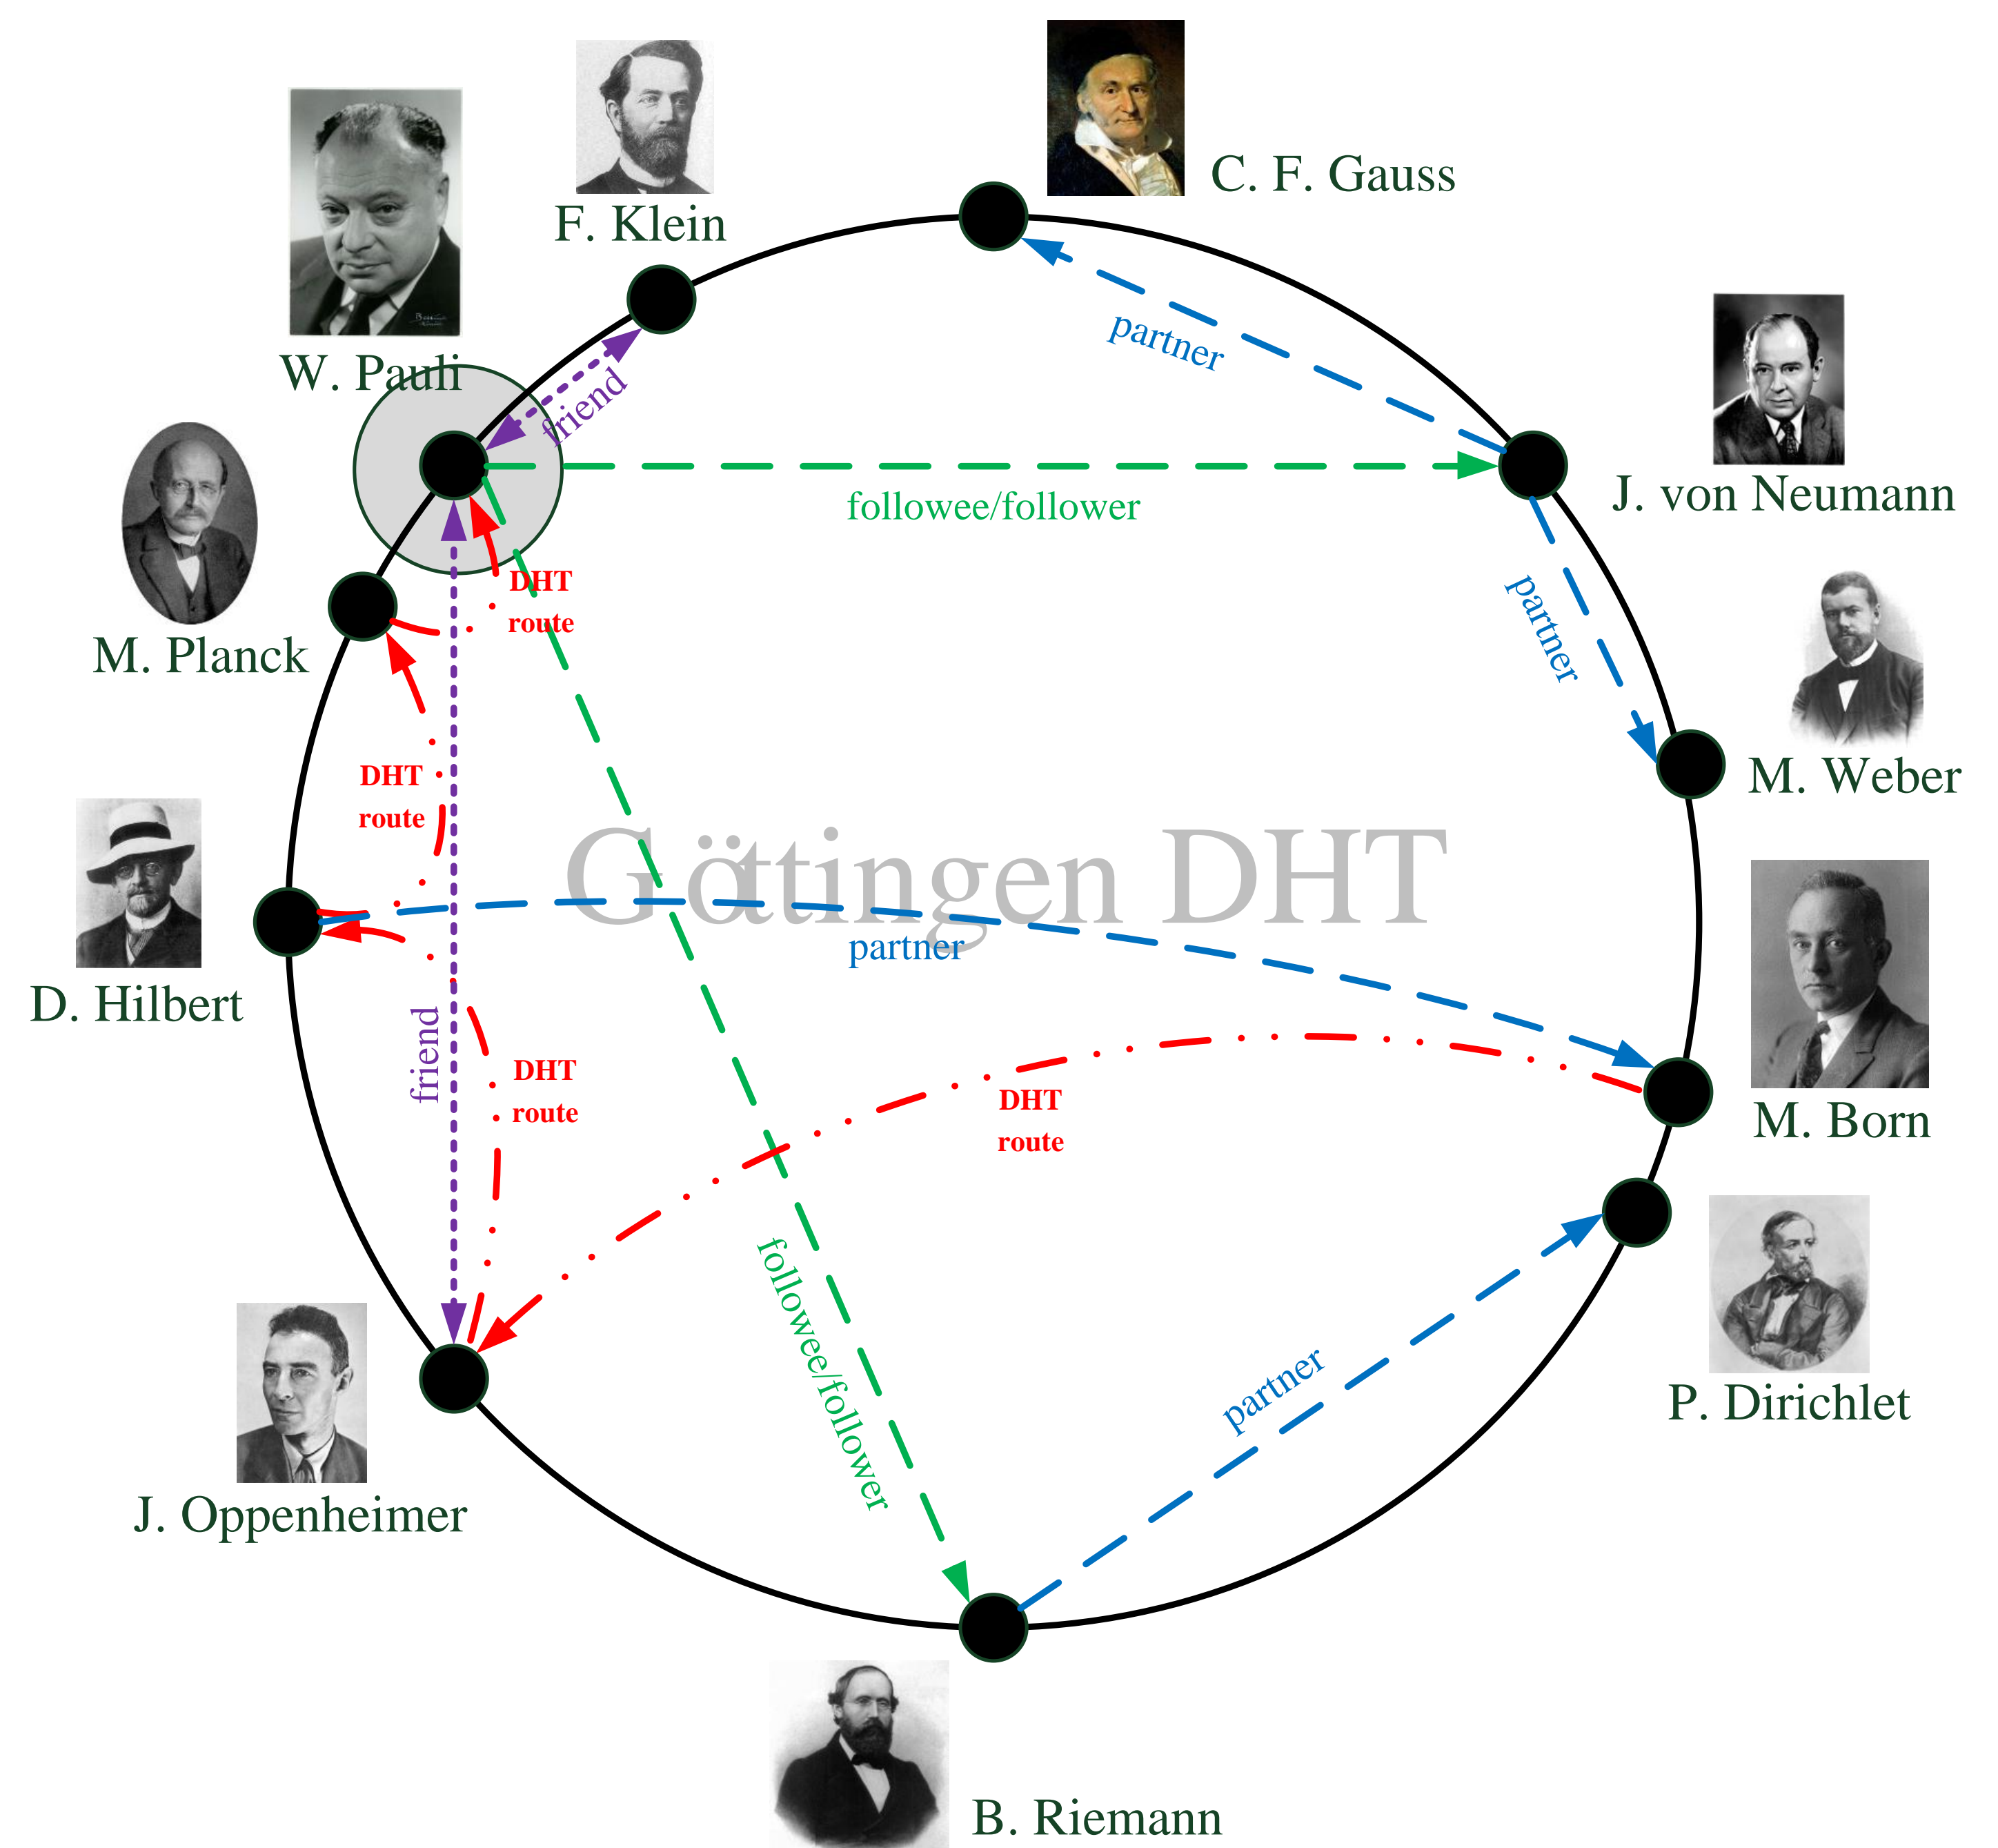 C. F. Gauss
F. Klein
W. Pauli
partner
friend
J. von Neumann
followee/follower
DHT
route
partner
M. Planck
M. Weber
DHT
route
Göttingen DHT
partner
D. Hilbert
friend
DHT
route
DHT
route
M. Born
followee/follower
partner
P. Dirichlet
J. Oppenheimer
B. Riemann